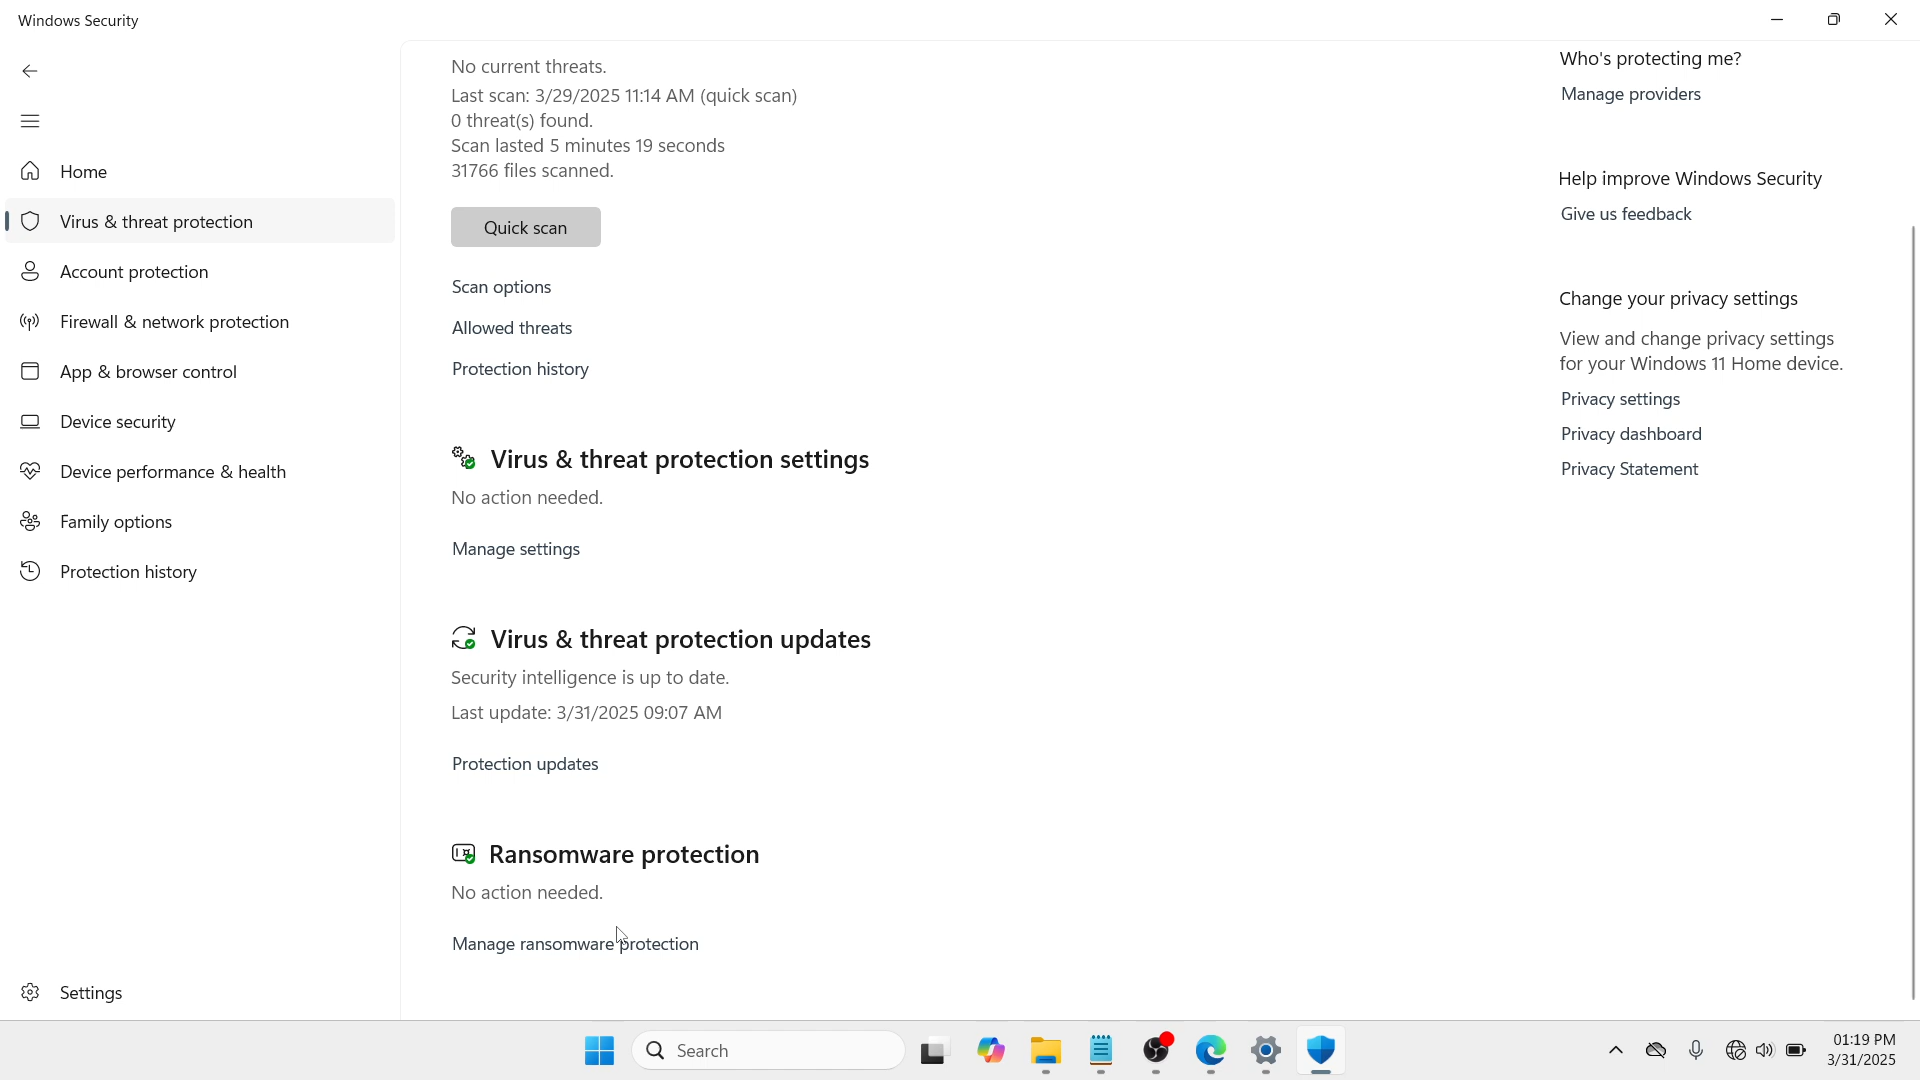 Windows Security
Home
Virus & threat protection
Account protection
Firewall & network protection
App & browser control
Device security
Device performance & health
Family options
Protection history
Settings
No current threats.
Last scan: 3/29/2025 11:14 AM (quick scan)
0 threat(s) found.
Scan lasted 5 minutes 19 seconds
31766 files scanned.
Quick scan
Scan options
Allowed threats
Protection history
Virus & threat protection settings
No action needed.
Manage settings
Virus & threat protection updates
Security intelligence is up to date.
Last update: 3/31/2025 09:07 AM
Protection updates
Ransomware protection
No action needed.
Manage ransomware protection
Who's protecting me?
Manage providers
Help improve Windows Security
Give us feedback
Change your privacy settings
View and change privacy settings
for your Windows 11 Home device.
Privacy settings
Privacy dashboard
Privacy Statement
Search
01:19 PM
3/31/2025